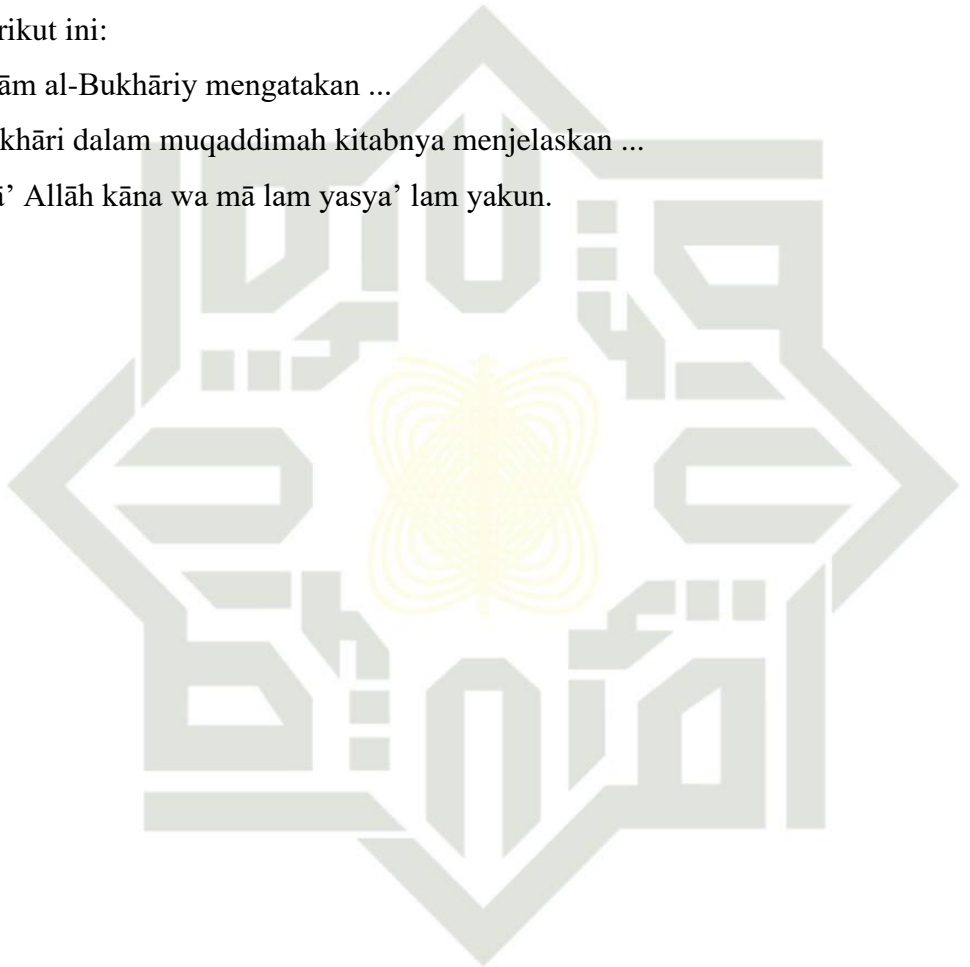 rikut ini:
ām al-Bukhāriy mengatakan ...
khāri dalam muqaddimah kitabnya menjelaskan ...
ā’ Allāh kāna wa mā lam yasya’ lam yakun.